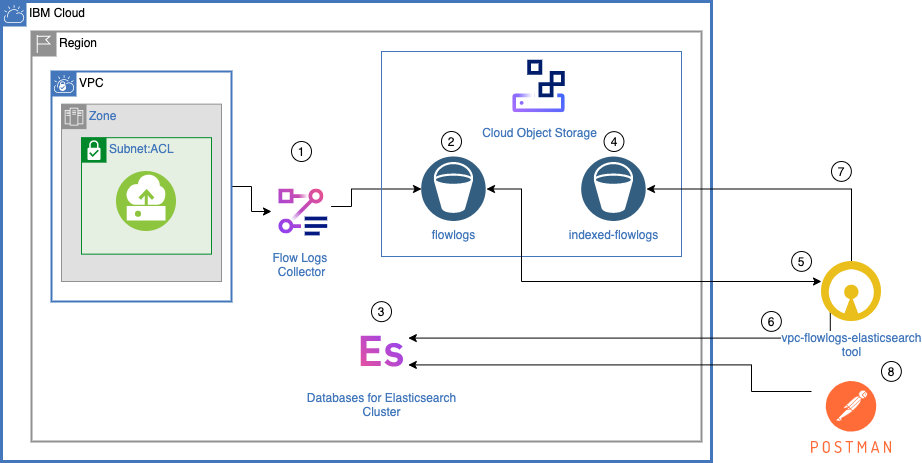 IBM Cloud
Region
VPC
Zone
Subnet:ACL
1
Flow Logs
Collector
Cloud Object Storage
2
flowlogs
4
indexed-flowlogs
3
Es
Databases for Elasticsearch
Cluster
7
5
6
vpc-flowlogs-elasticsearch
tool
8
POSTMAN